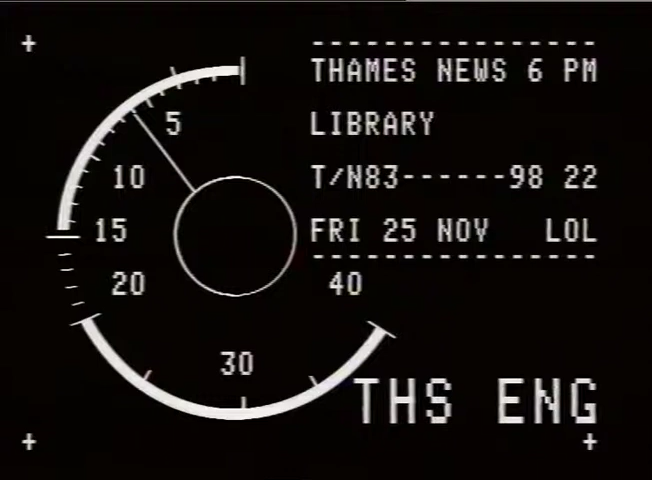 THAMES NEWS 6 PM
LIBRARY
T/N83------98 22
FRI 25 NOV LOL
5
10
15
20
30
40
THS ENG